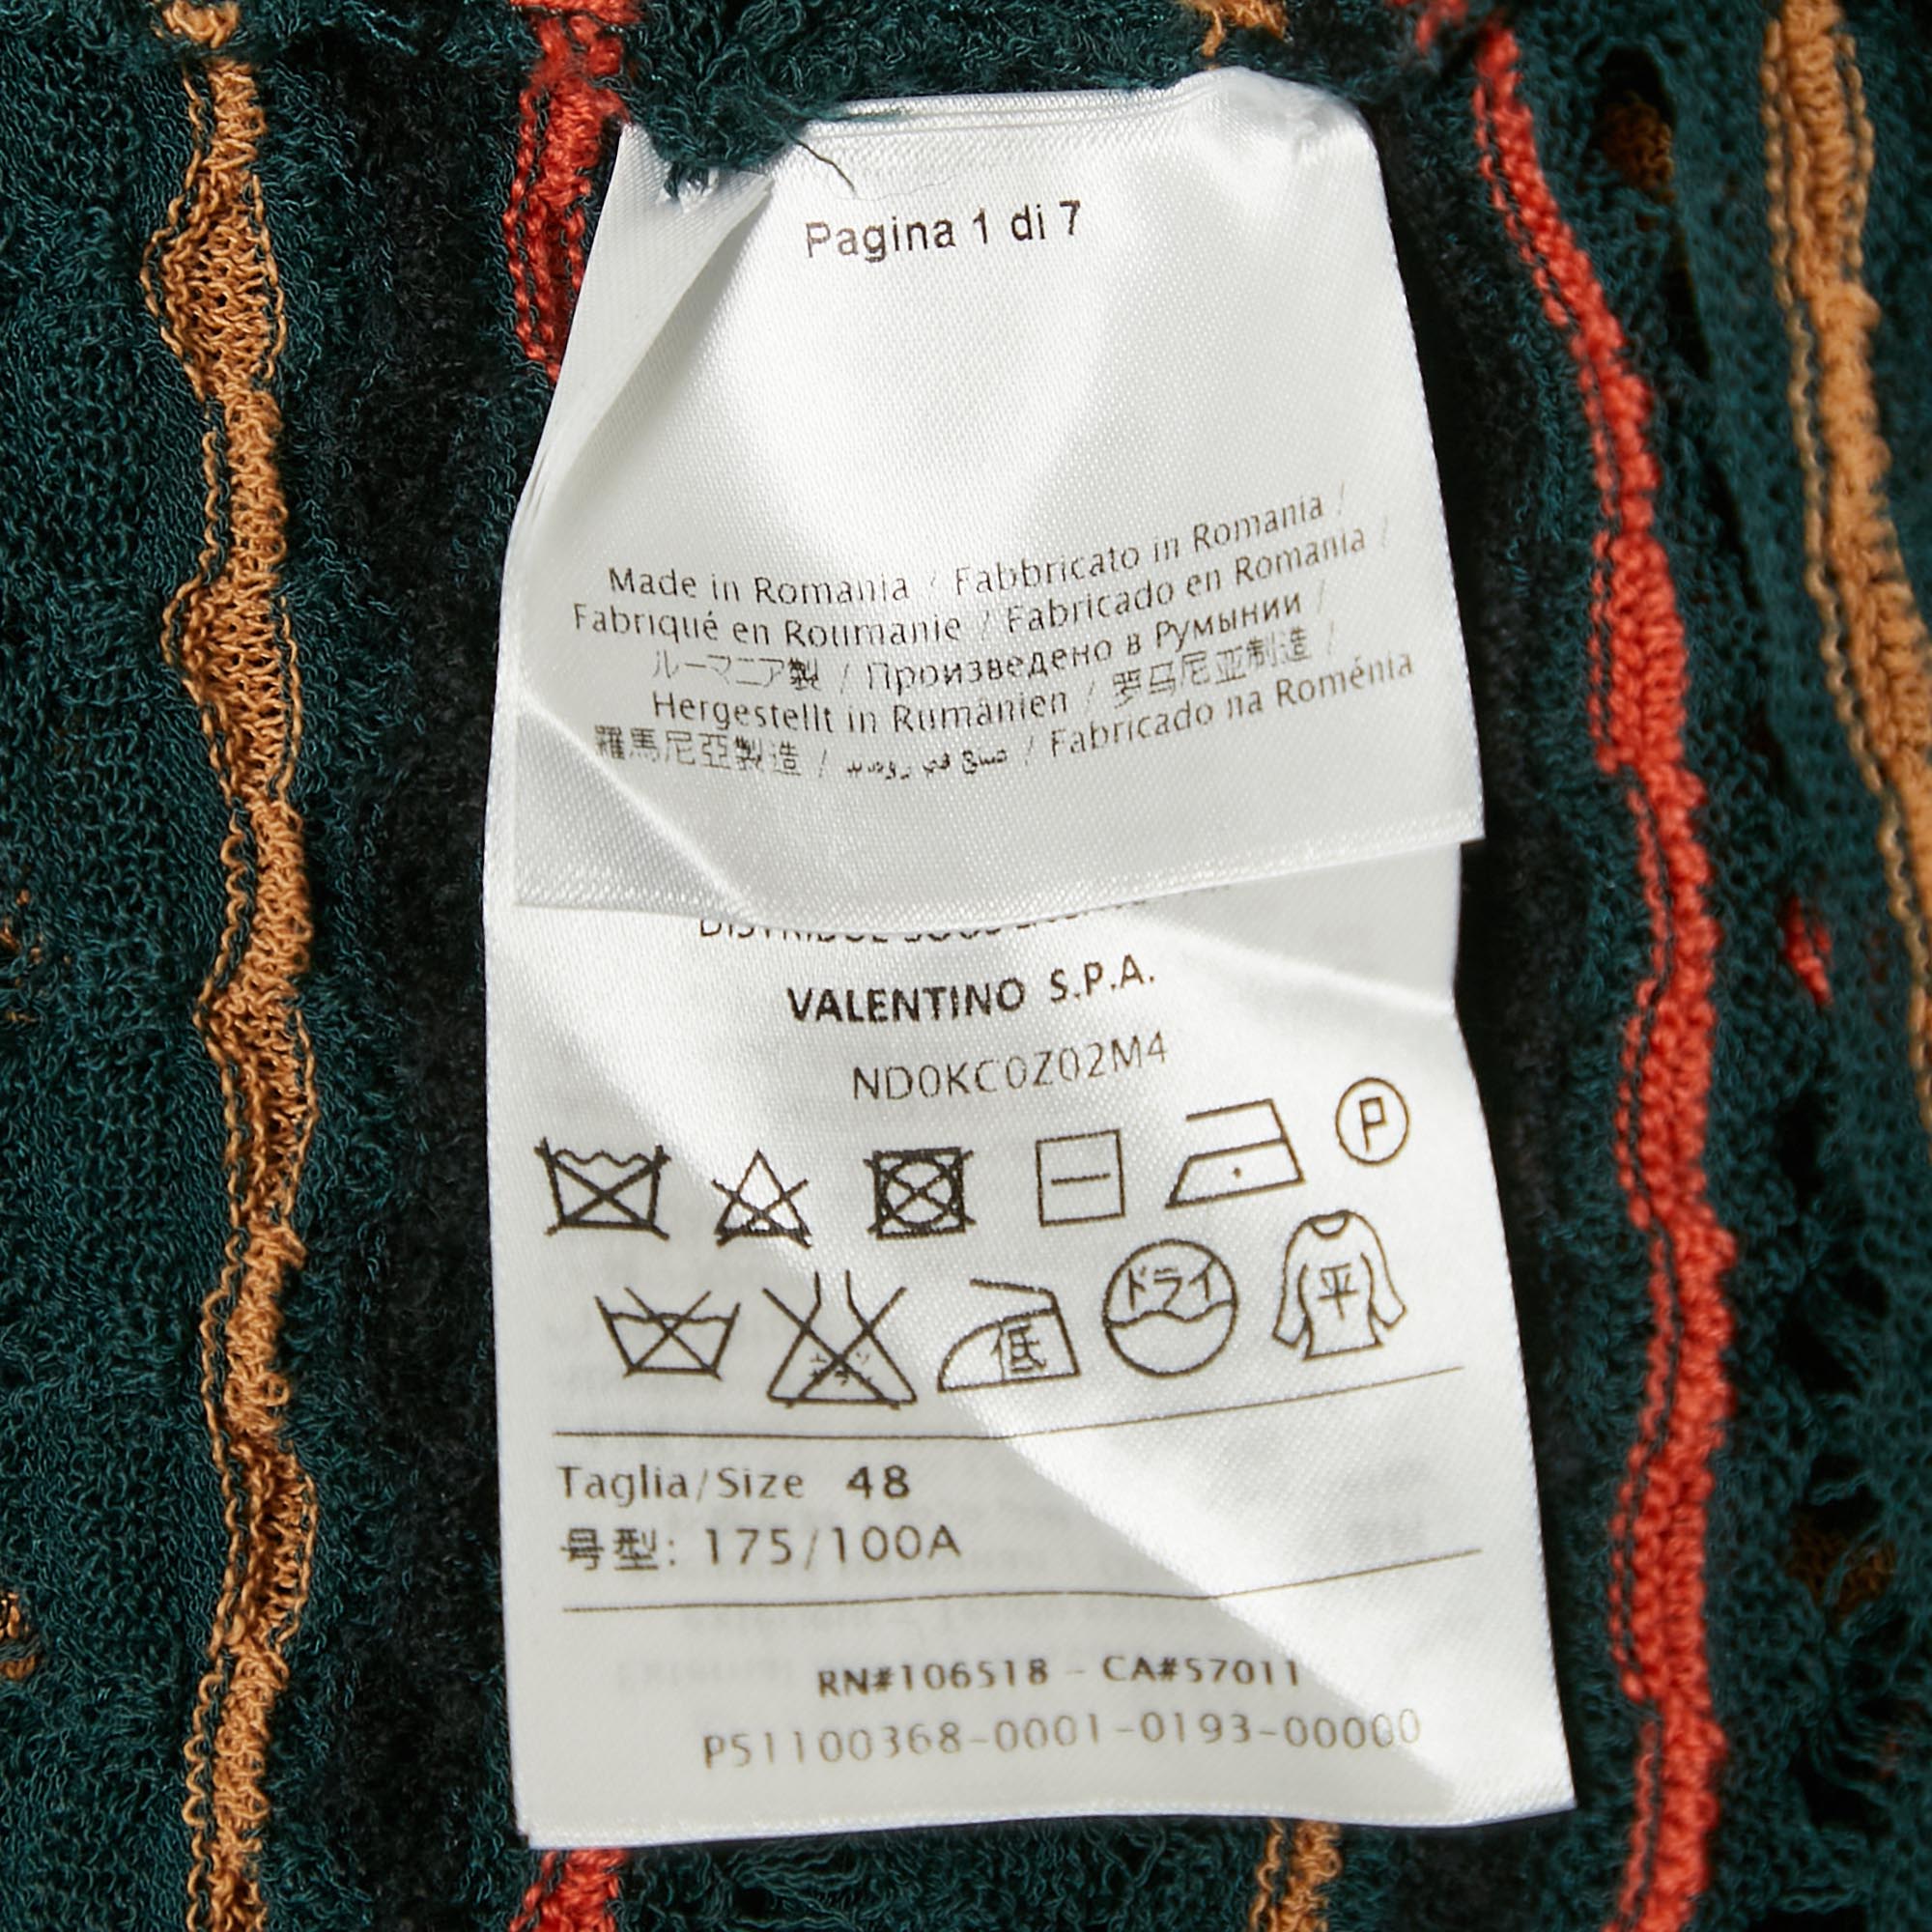 Pagina 1 di 7
Made in Romania / Fabbricato in Romania /
Fabriqué en Roumanie / Fabricado en Romania /
ルーマニア製 / Произведено в Румынии /
Hergestellt in Rumänien / 罗马尼亚制造 /
羅馬尼亞製造 / / Fabricado na Roménia
VALENTINO S.P.A.
ND0KC0Z02M4
P
低 ドライ 平
Taglia/Size 48
号型: 175/100A
RN#106518 - CA#57011
P51100368-0001-0193-00000